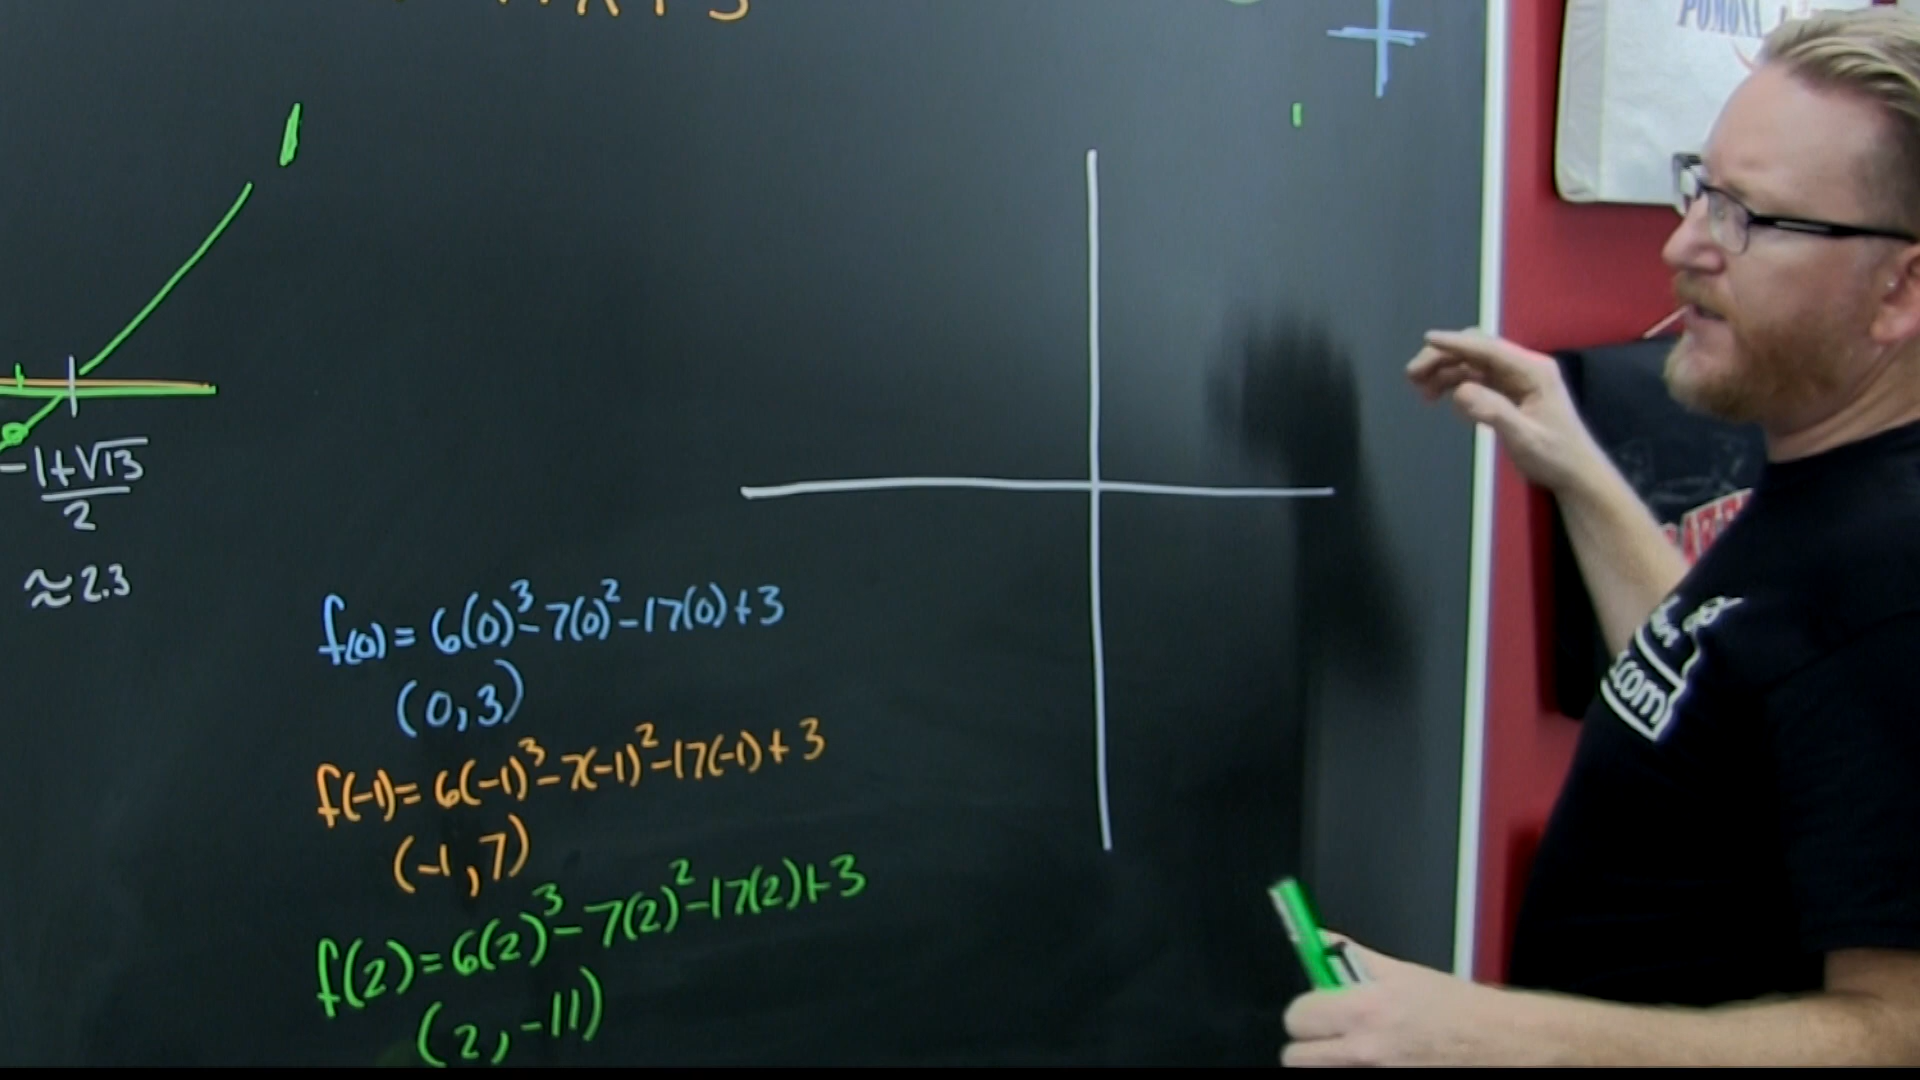 POMONA
-1+√13
2
≈2.3
f(0) = 6(0)³-7(0)²-17(0)+3
(0,3)
f(-1)= 6(-1)³-7(-1)²-17(-1)+3
(-1,7)
f(2)=6(2)³-7(2)²-17(2)+3
(2,-11)
.com